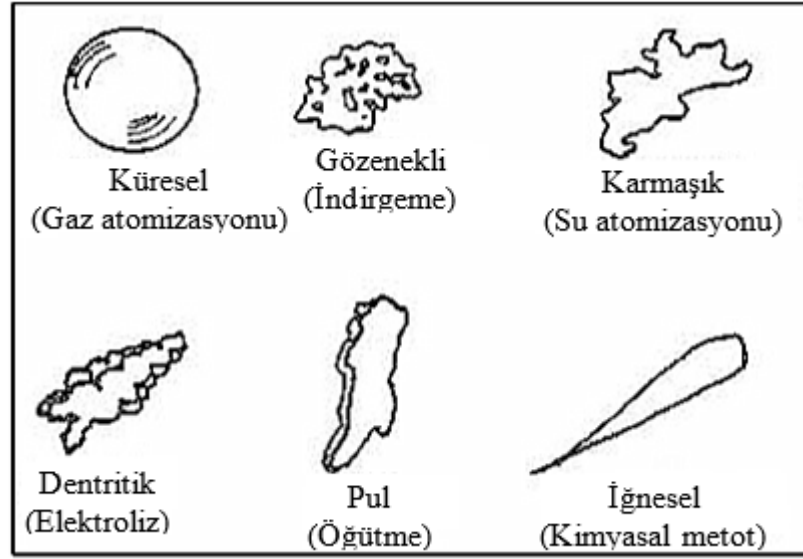 Küresel
(Gaz atomizasyonu)
Gözenekli
(İndirgeme)
Karmaşık
(Su atomizasyonu)
Dentritik
(Elektroliz)
Pul
(Öğütme)
İğnesel
(Kimyasal metot)